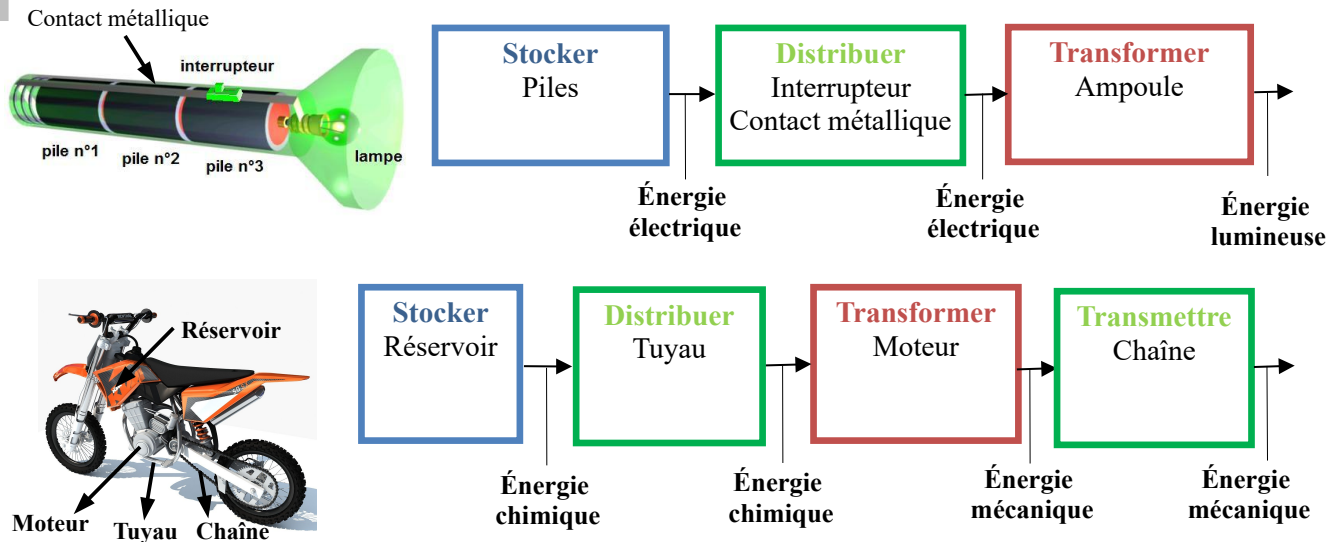 Contact métallique
interrupteur
pile n°1
pile n°2
pile n°3
lampe
Stocker
Piles
Distribuer
Interrupteur
Contact métallique
Transformer
Ampoule
Énergie
électrique
Énergie
électrique
Énergie
lumineuse
Réservoir
Moteur
Tuyau
Chaîne
Stocker
Réservoir
Distribuer
Tuyau
Transformer
Moteur
Transmettre
Chaîne
Énergie
chimique
Énergie
chimique
Énergie
mécanique
Énergie
mécanique